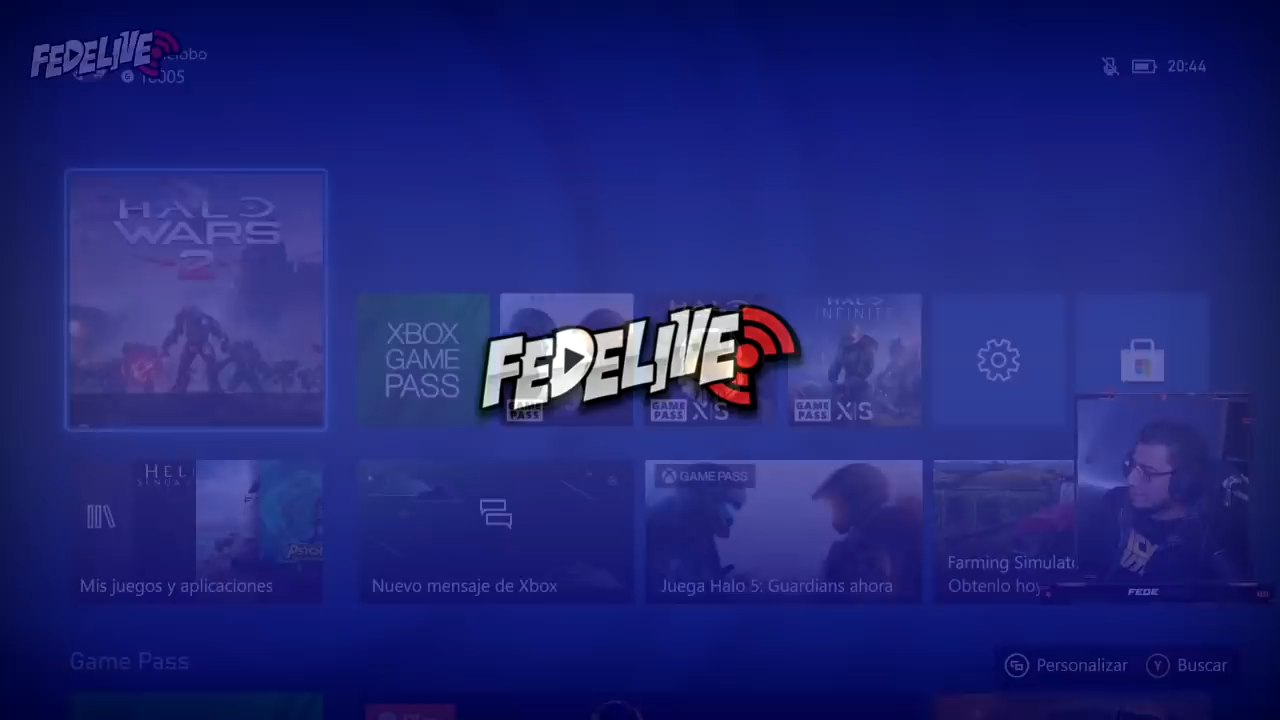 FEDELIVE
20:44
HALO
WARS
2
XBOX
GAME
PASS
FEDELIVE
HALO
INFINITE
GAME
PASS
GAME
PASS
X|S
GAME
PASS
X|S
GAME PASS
Mis juegos y aplicaciones
Nuevo mensaje de Xbox
Juega Halo 5: Guardians ahora
Farming Simulat
Obtenlo hoy
FEDE
Game Pass
Personalizar
Y
Buscar